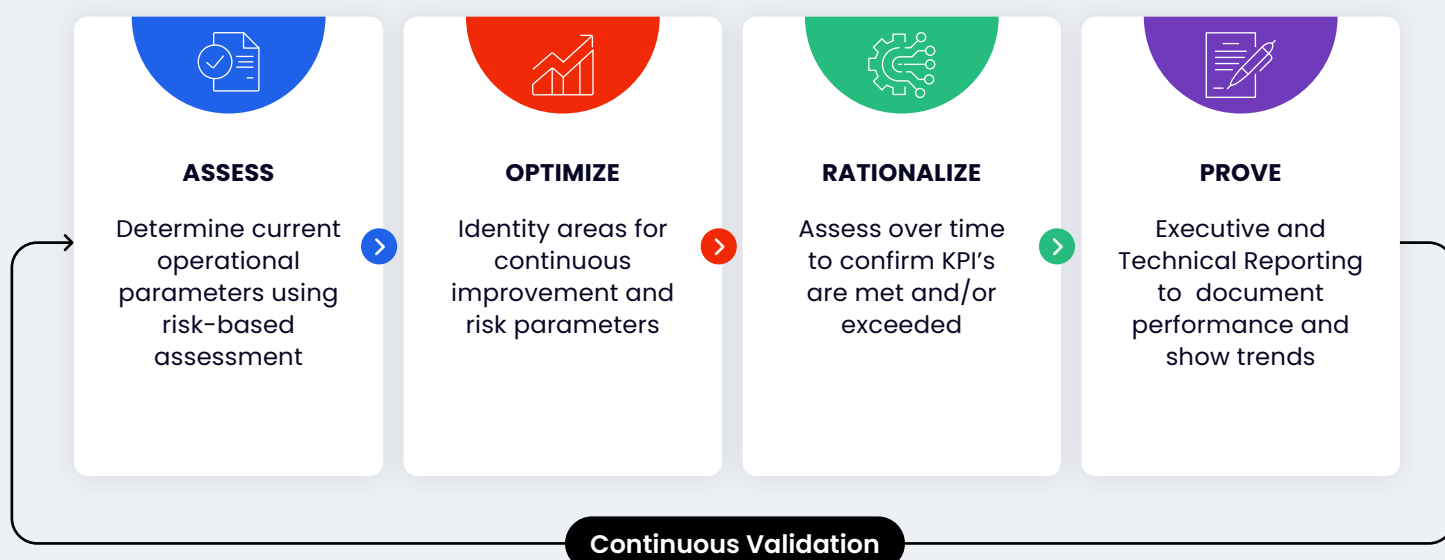 ASSESS
Determine current
operational
parameters using
risk-based
assessment
OPTIMIZE
Identity areas for
continuous
improvement and
risk parameters
RATIONALIZE
Assess over time
to confirm KPI’s
are met and/or
exceeded
PROVE
Executive and
Technical Reporting
to  document
performance and
show trends
Continuous Validation